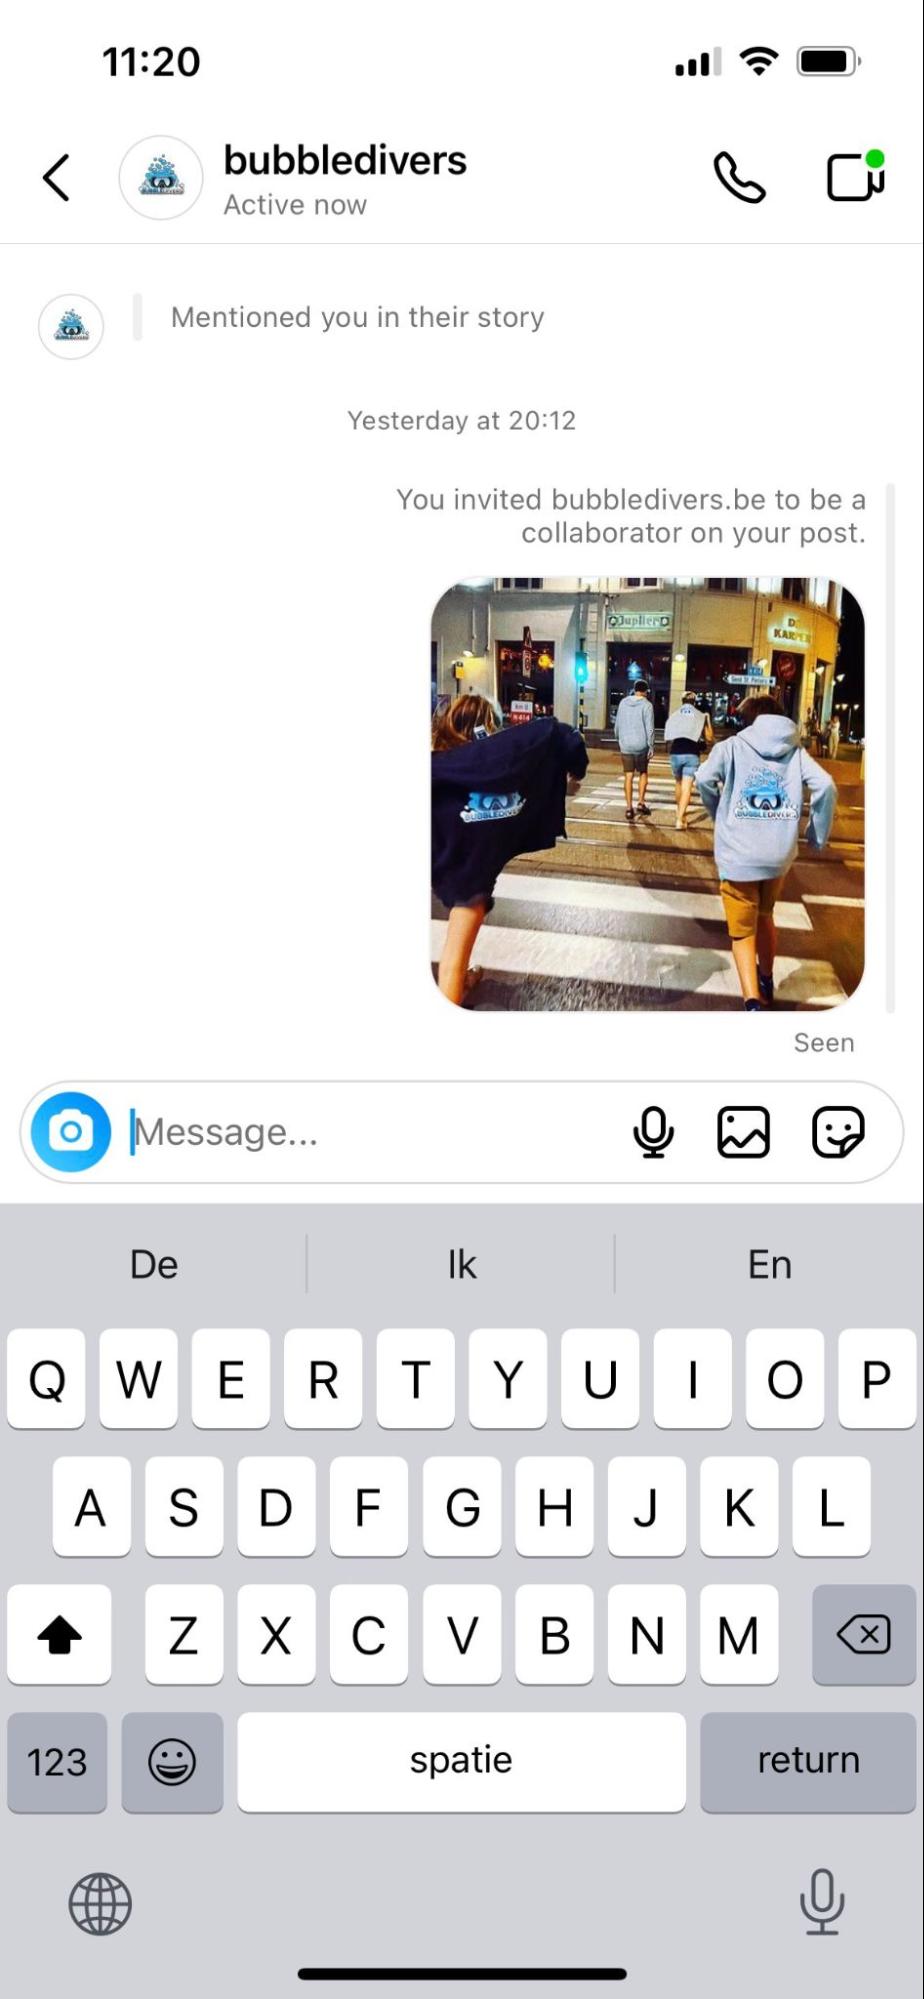 11:20
bubbledivers
Active now
Mentioned you in their story
Yesterday at 20:12
You invited bubbledivers.be to be a
collaborator on your post.
Jupiler
DE
KARPER
BUBBLEDIVERS
BUBBLEDIVERS
Seen
Message...
De Ik En
Q W E R T Y U I O P
A S D F G H J K L
Z X C V B N M
123 spatie return